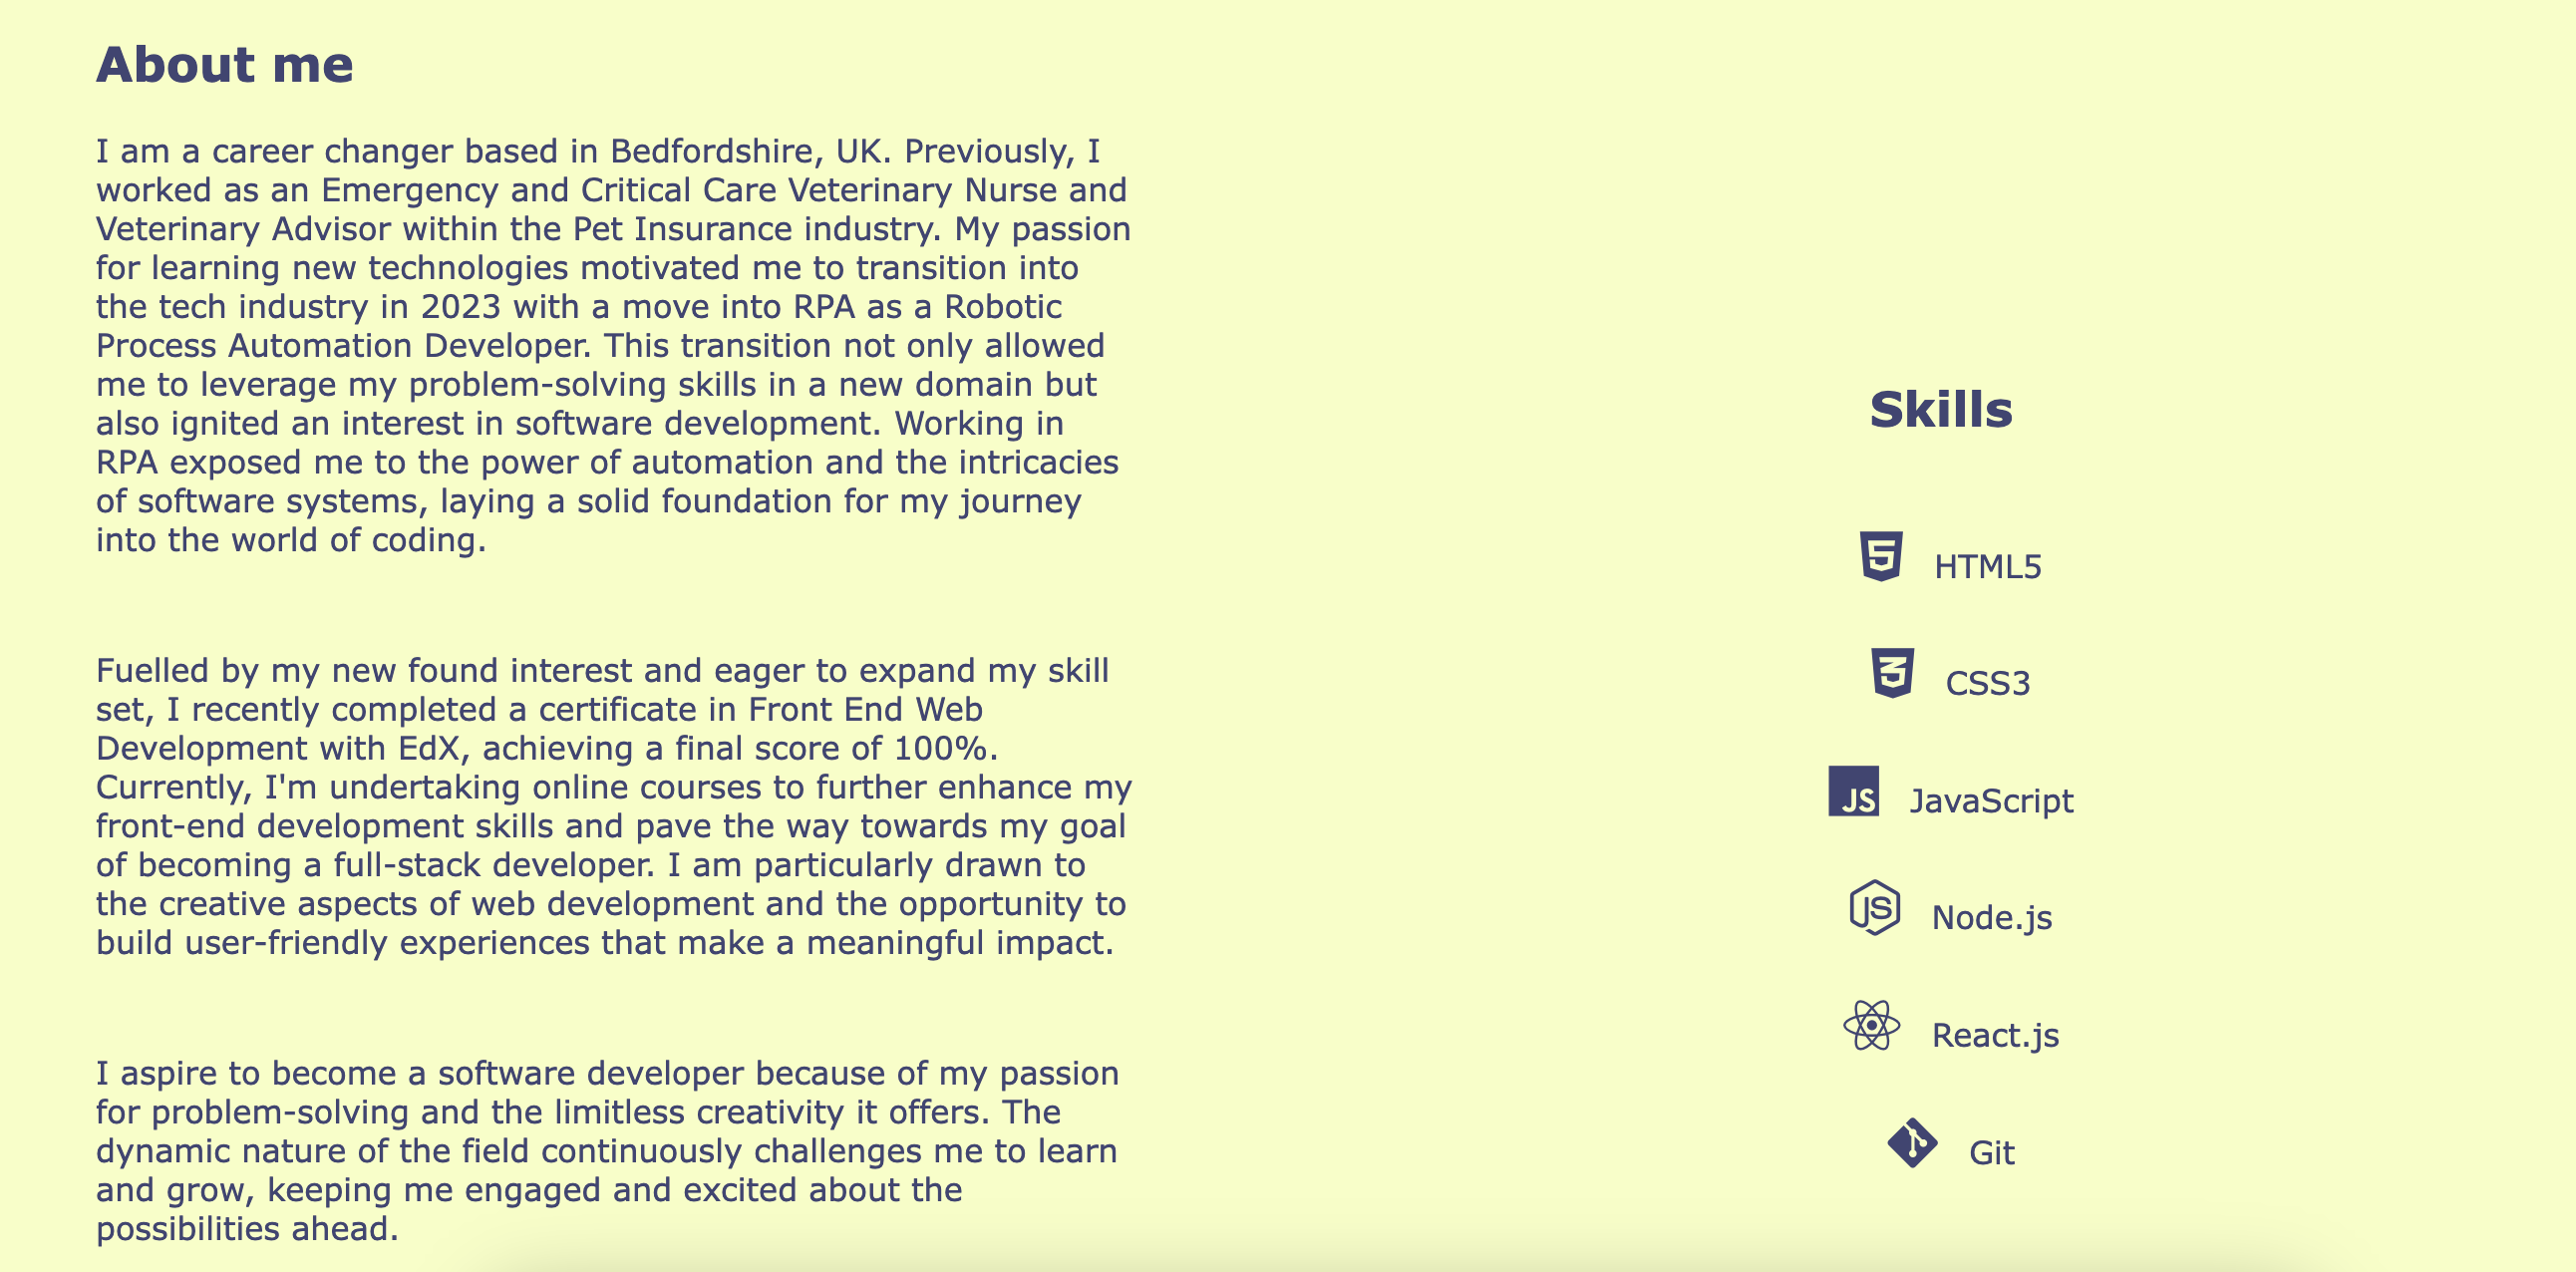 About me
I am a career changer based in Bedfordshire, UK. Previously, I
worked as an Emergency and Critical Care Veterinary Nurse and
Veterinary Advisor within the Pet Insurance industry. My passion
for learning new technologies motivated me to transition into
the tech industry in 2023 with a move into RPA as a Robotic
Process Automation Developer. This transition not only allowed
me to leverage my problem-solving skills in a new domain but
also ignited an interest in software development. Working in
RPA exposed me to the power of automation and the intricacies
of software systems, laying a solid foundation for my journey
into the world of coding.
Fuelled by my new found interest and eager to expand my skill
set, I recently completed a certificate in Front End Web
Development with EdX, achieving a final score of 100%.
Currently, I'm undertaking online courses to further enhance my
front-end development skills and pave the way towards my goal
of becoming a full-stack developer. I am particularly drawn to
the creative aspects of web development and the opportunity to
build user-friendly experiences that make a meaningful impact.
I aspire to become a software developer because of my passion
for problem-solving and the limitless creativity it offers. The
dynamic nature of the field continuously challenges me to learn
and grow, keeping me engaged and excited about the
possibilities ahead.
Skills
5 HTML5
3 CSS3
JS JavaScript
JS Node.js
React.js
Git